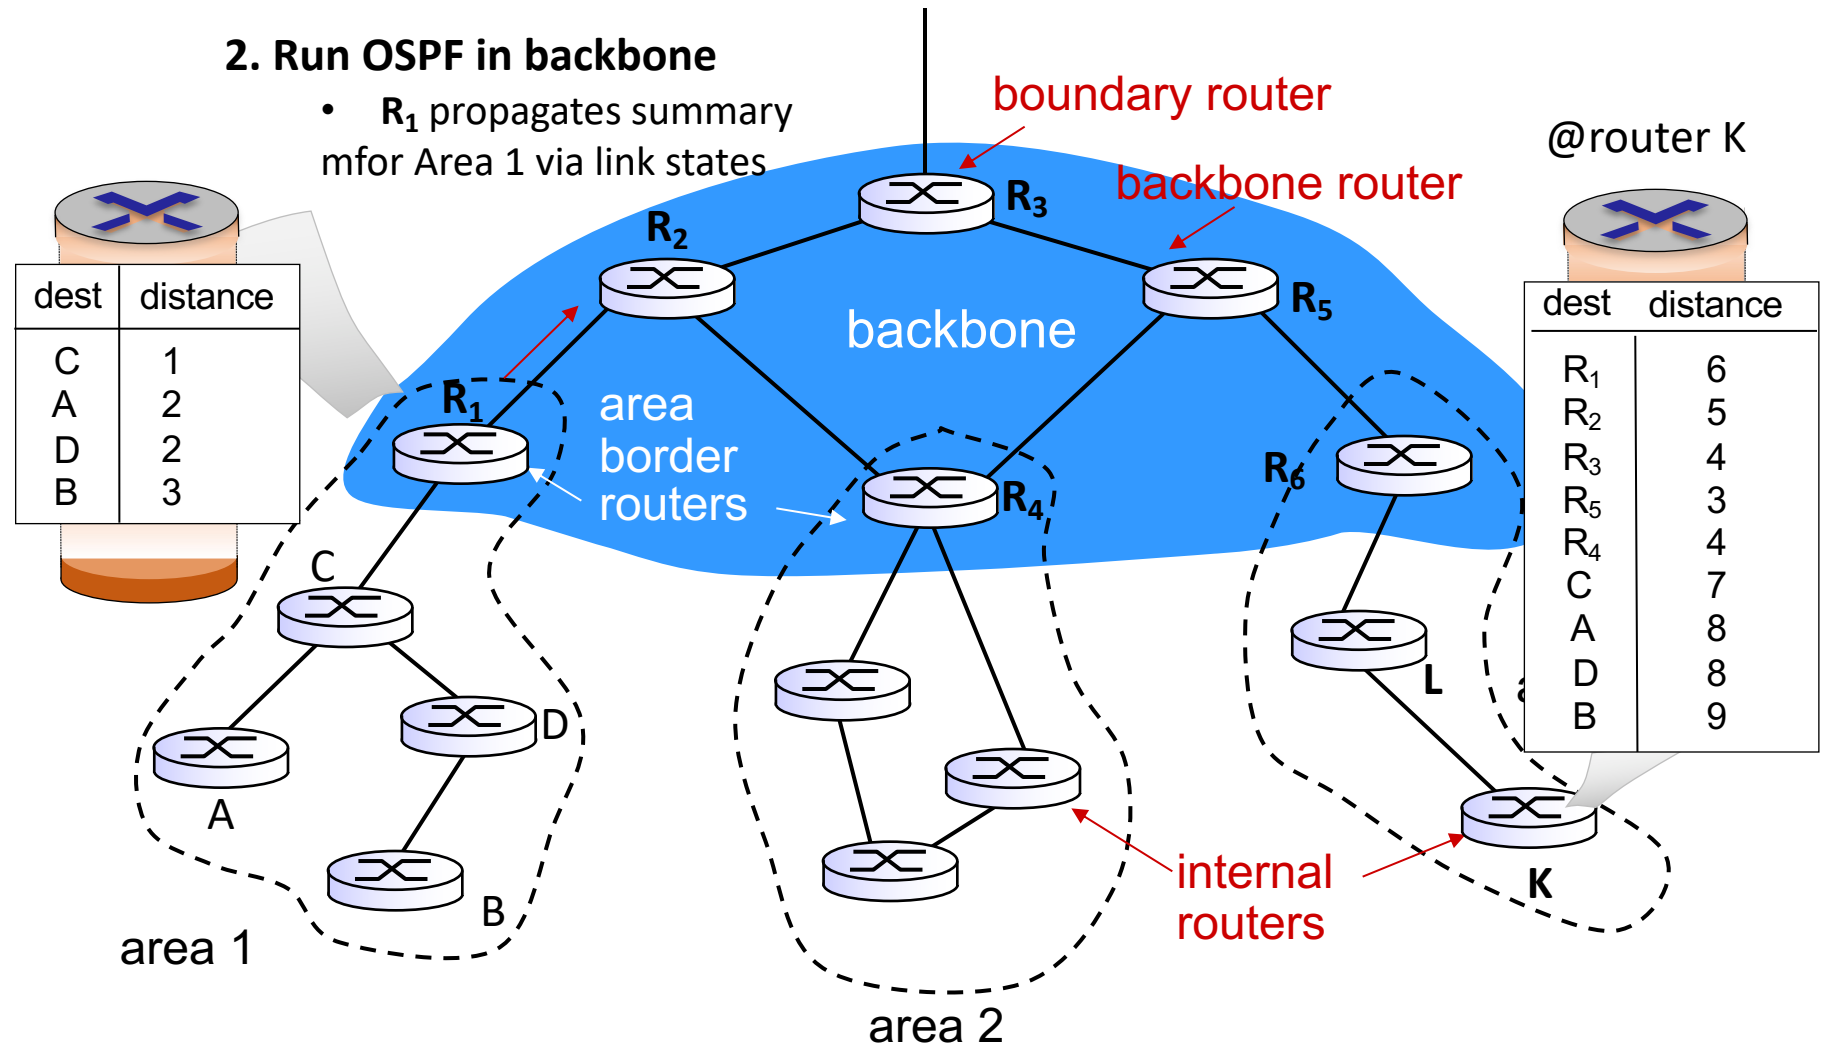 2. Run OSPF in backbone
• R1 propagates summary
mfor Area 1 via link states
boundary router
backbone router
@router K
R3
R2
R5
backbone
dest distance
C 1
A 2
D 2
B 3
dest distance
R1 6
R2 5
R3 4
R5 3
R4 4
C 7
A 8
D 8
B 9
R1
area
border
routers
R4
R6
C
L
D
A
B
K
internal
routers
area 1
area 2